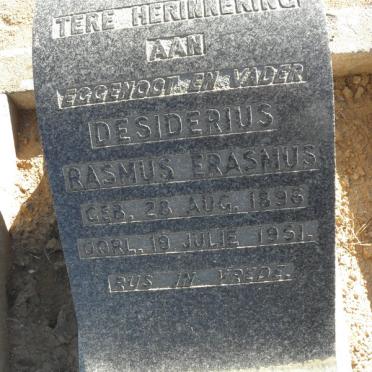 TERE HERINNERING
AAN
EGGENOOT EN VADER
DESIDERIUS
RASMUS ERASMUS
GEB. 28 AUG. 1896
OORL. 19 JULIE 1951.
RUS IN VREDE.